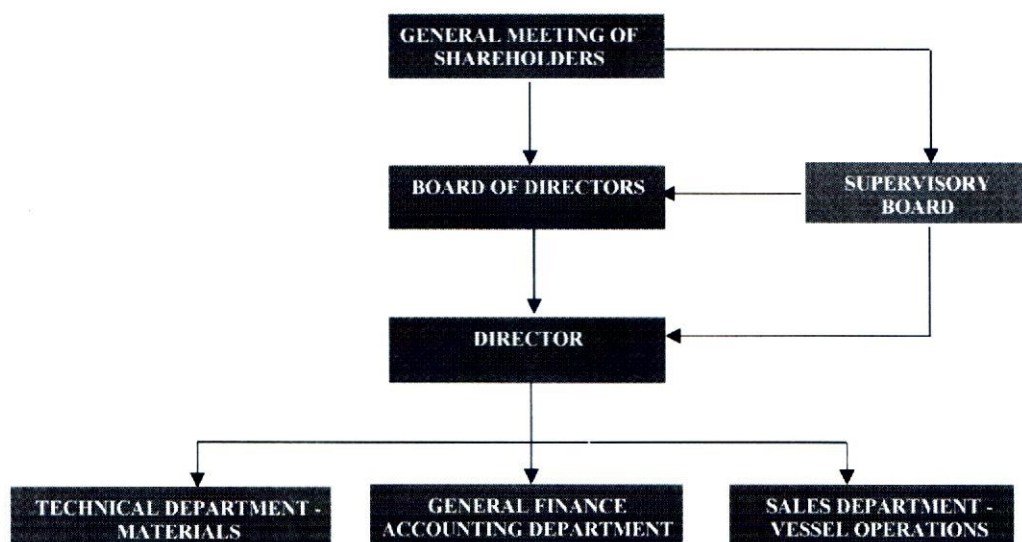 GENERAL MEETING OF
SHAREHOLDERS
BOARD OF DIRECTORS
SUPERVISORY
BOARD
DIRECTOR
TECHNICAL DEPARTMENT -
MATERIALS
GENERAL FINANCE
ACCOUNTING DEPARTMENT
SALES DEPARTMENT -
VESSEL OPERATIONS